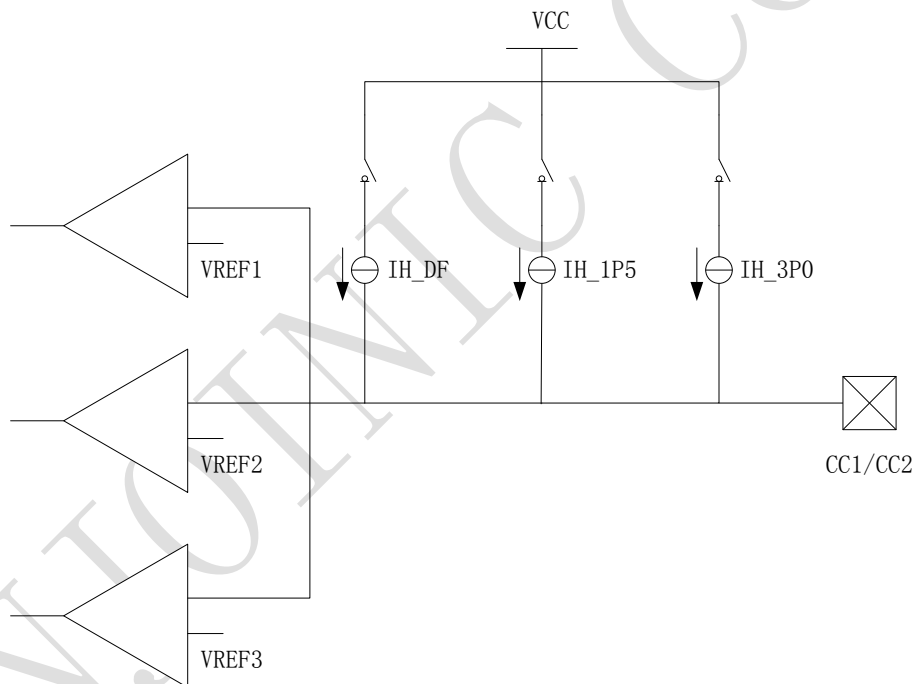 VCC
VREF1
IH_DF
IH_1P5
IH_3P0
VREF2
CC1/CC2
VREF3